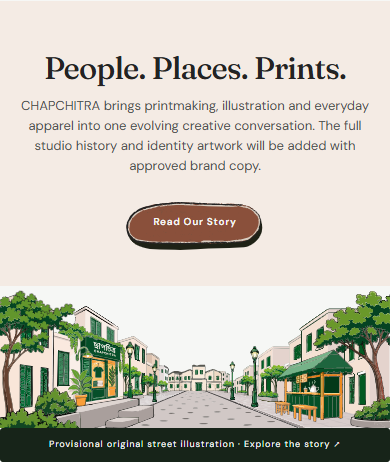 People. Places. Prints.
CHAPCHITRA brings printmaking, illustration and everyday
apparel into one evolving creative conversation. The full
studio history and identity artwork will be added with
approved brand copy.
Read Our Story
ছাপচিত্র
CHAPCHITRA
Provisional original street illustration · Explore the story ↗